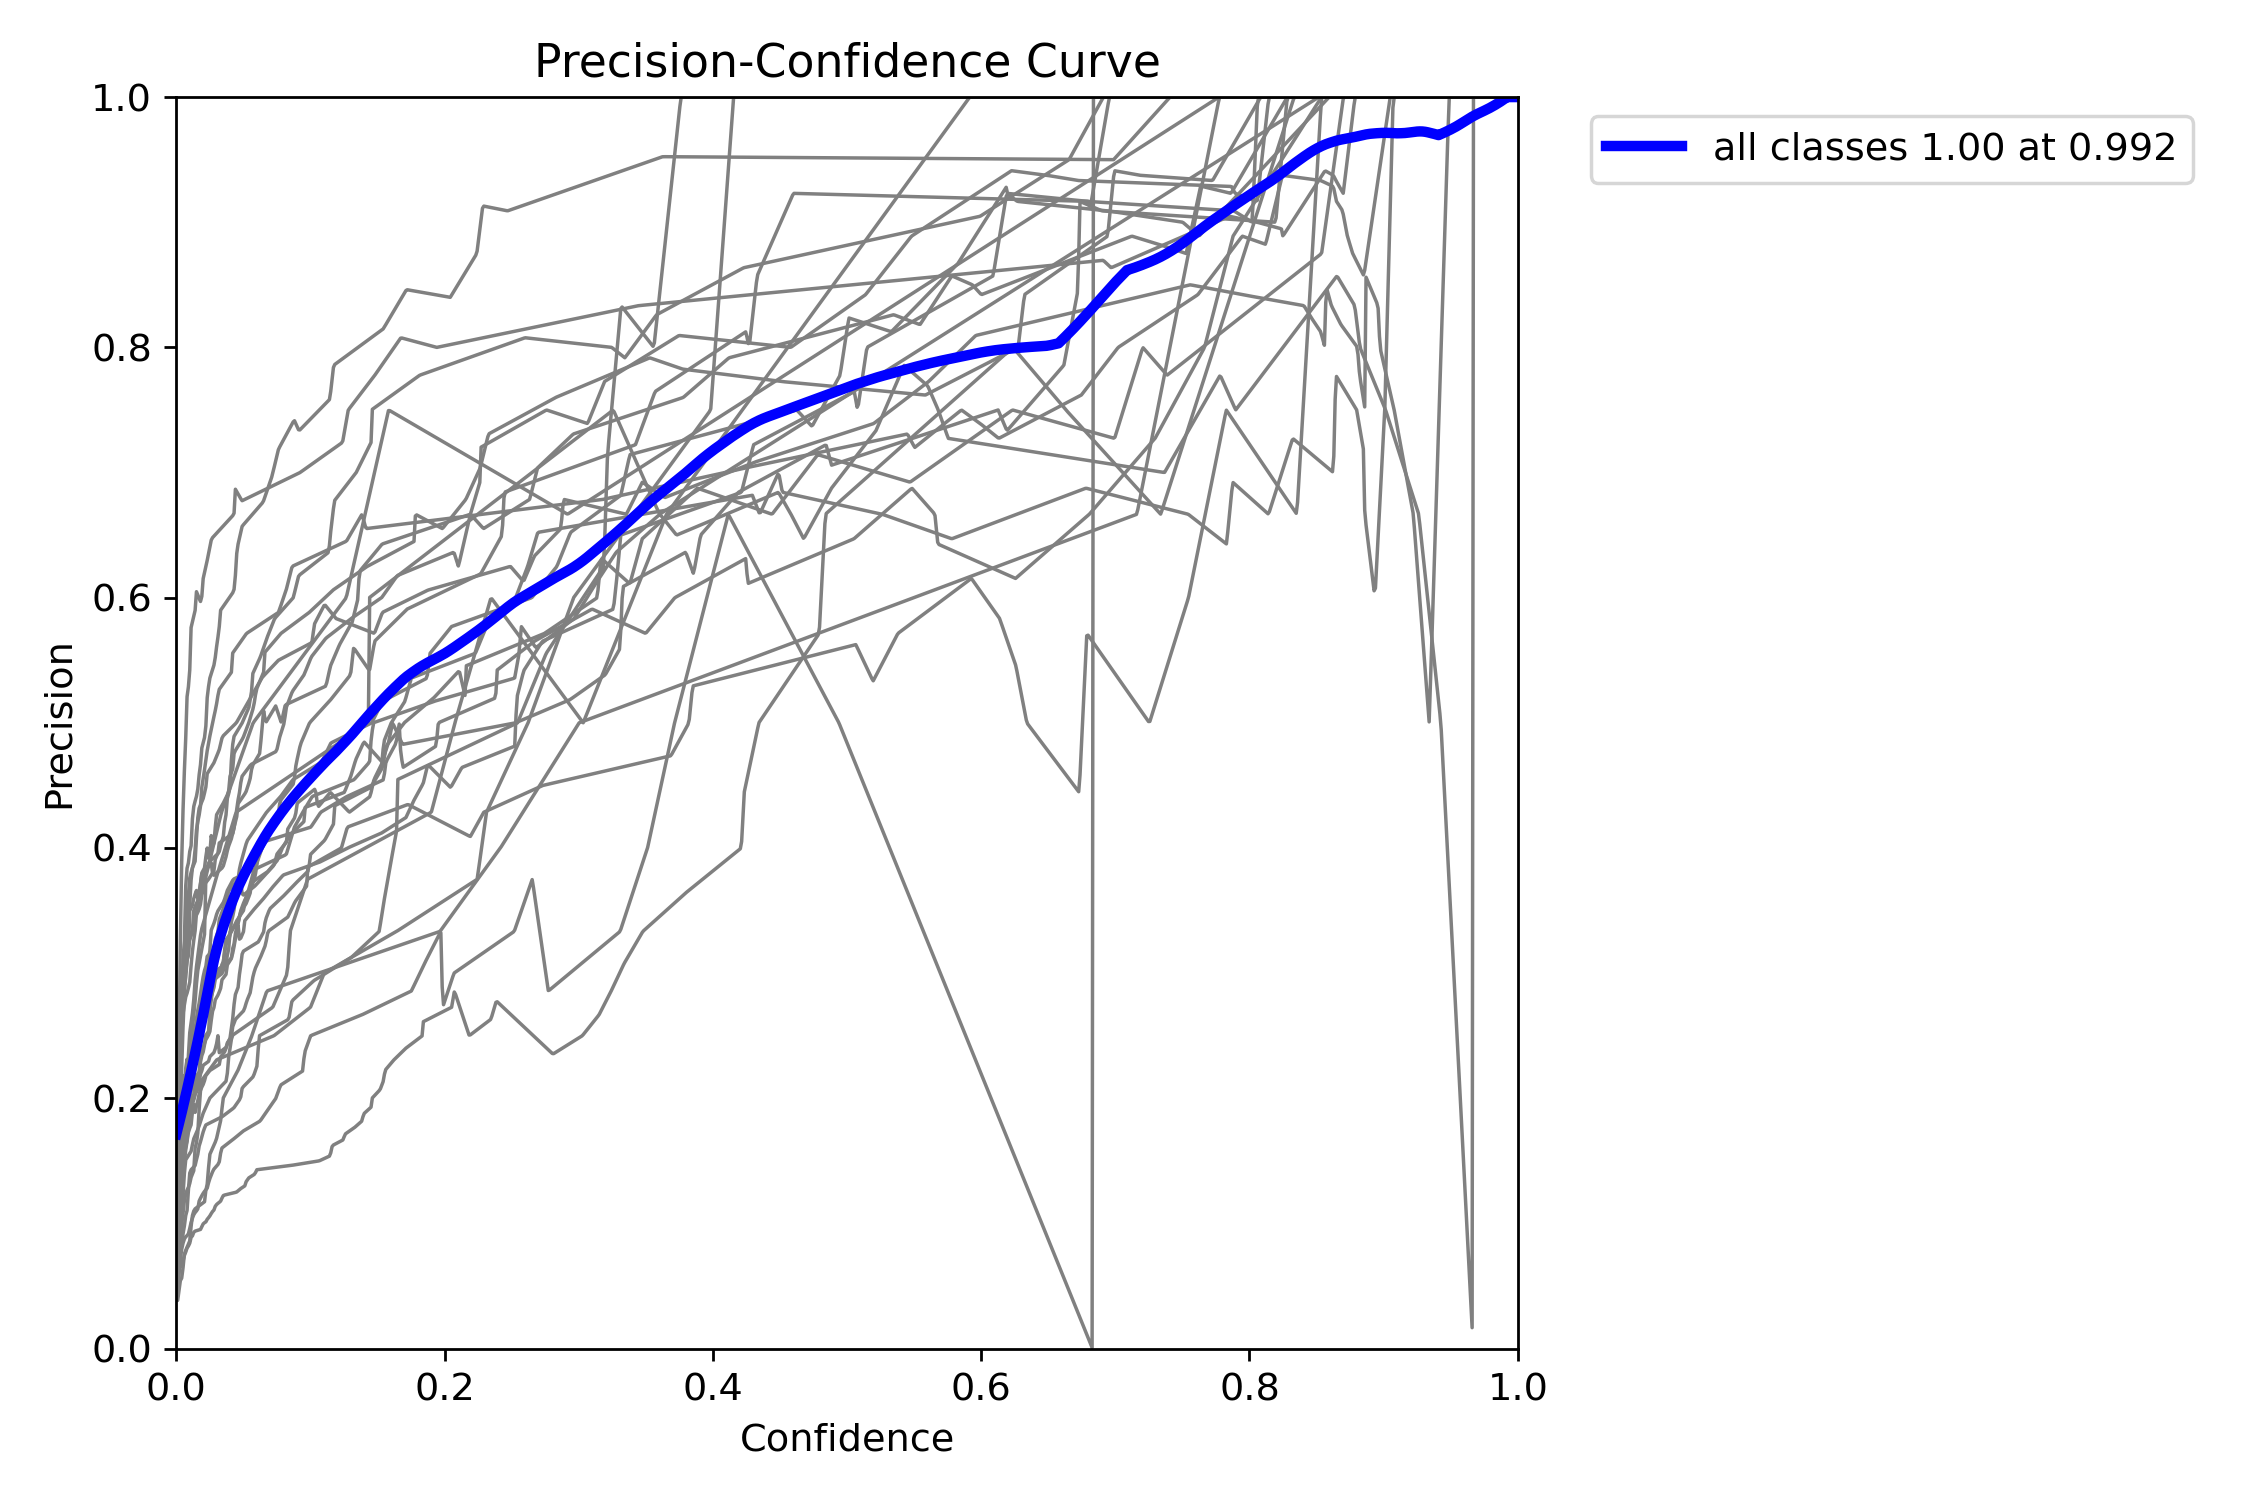 Precision-Confidence Curve
1.0
0.8
0.6
0.4
0.2
0.0
Precision
0.0 0.2 0.4 0.6 0.8 1.0
Confidence
all classes 1.00 at 0.992